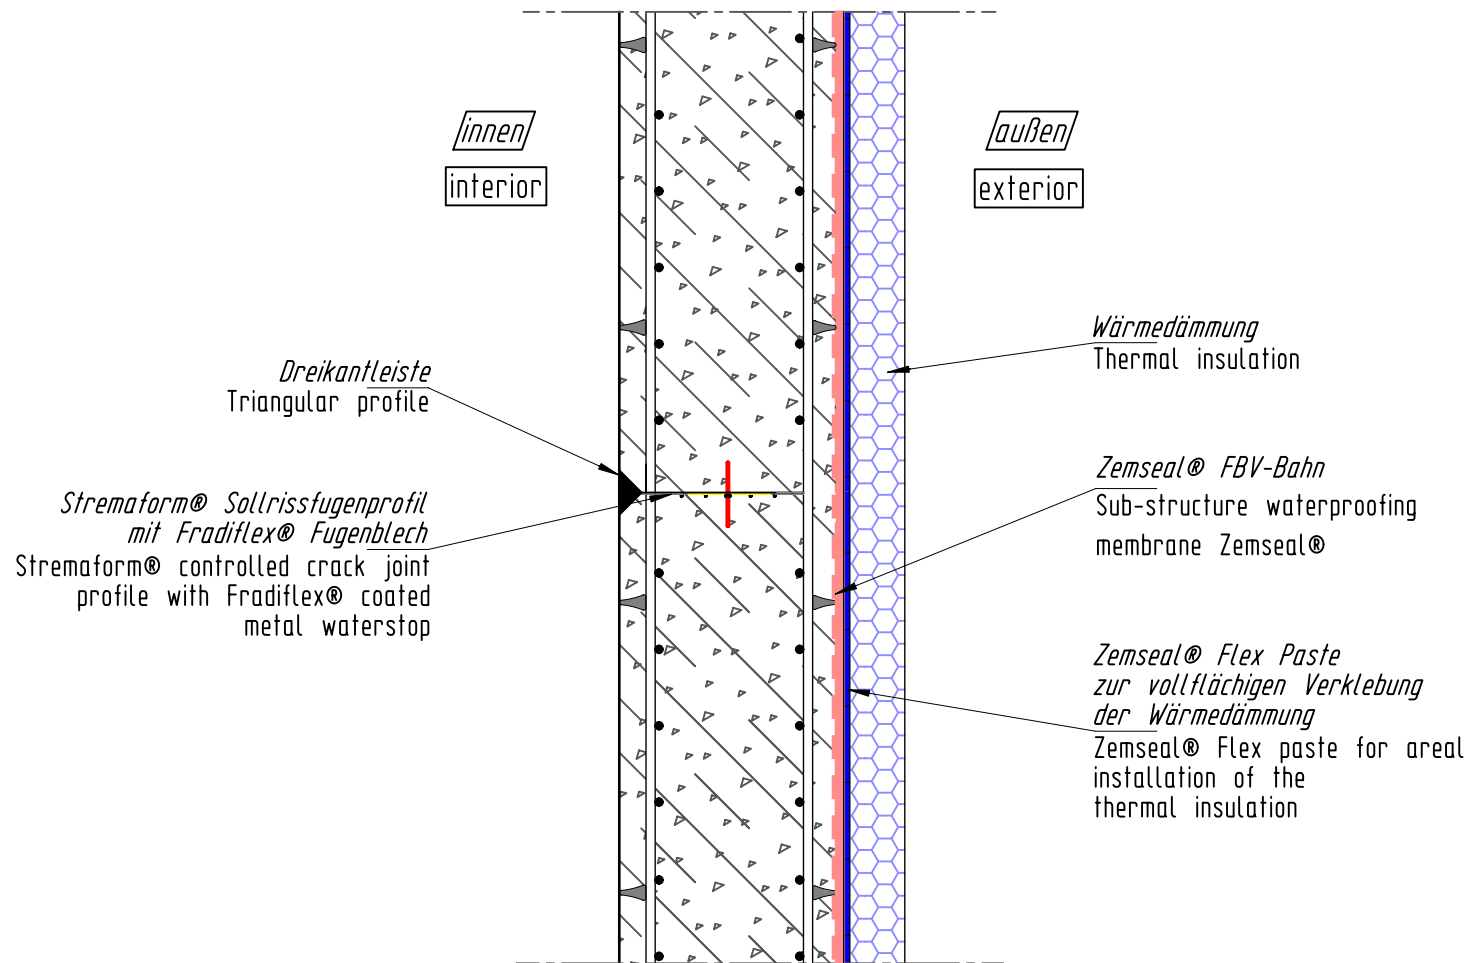 innen
interior
außen
exterior
Dreikantleiste
Triangular profile
Stremaform® Sollrissfugenprofil
mit Fradiflex® Fugenblech
Stremaform® controlled crack joint
profile with Fradiflex® coated
metal waterstop
Wärmedämmung
Thermal insulation
Zemseal® FBV-Bahn
Sub-structure waterproofing
membrane Zemseal®
Zemseal® Flex Paste
zur vollflächigen Verklebung
der Wärmedämmung
Zemseal® Flex paste for areal
installation of the
thermal insulation